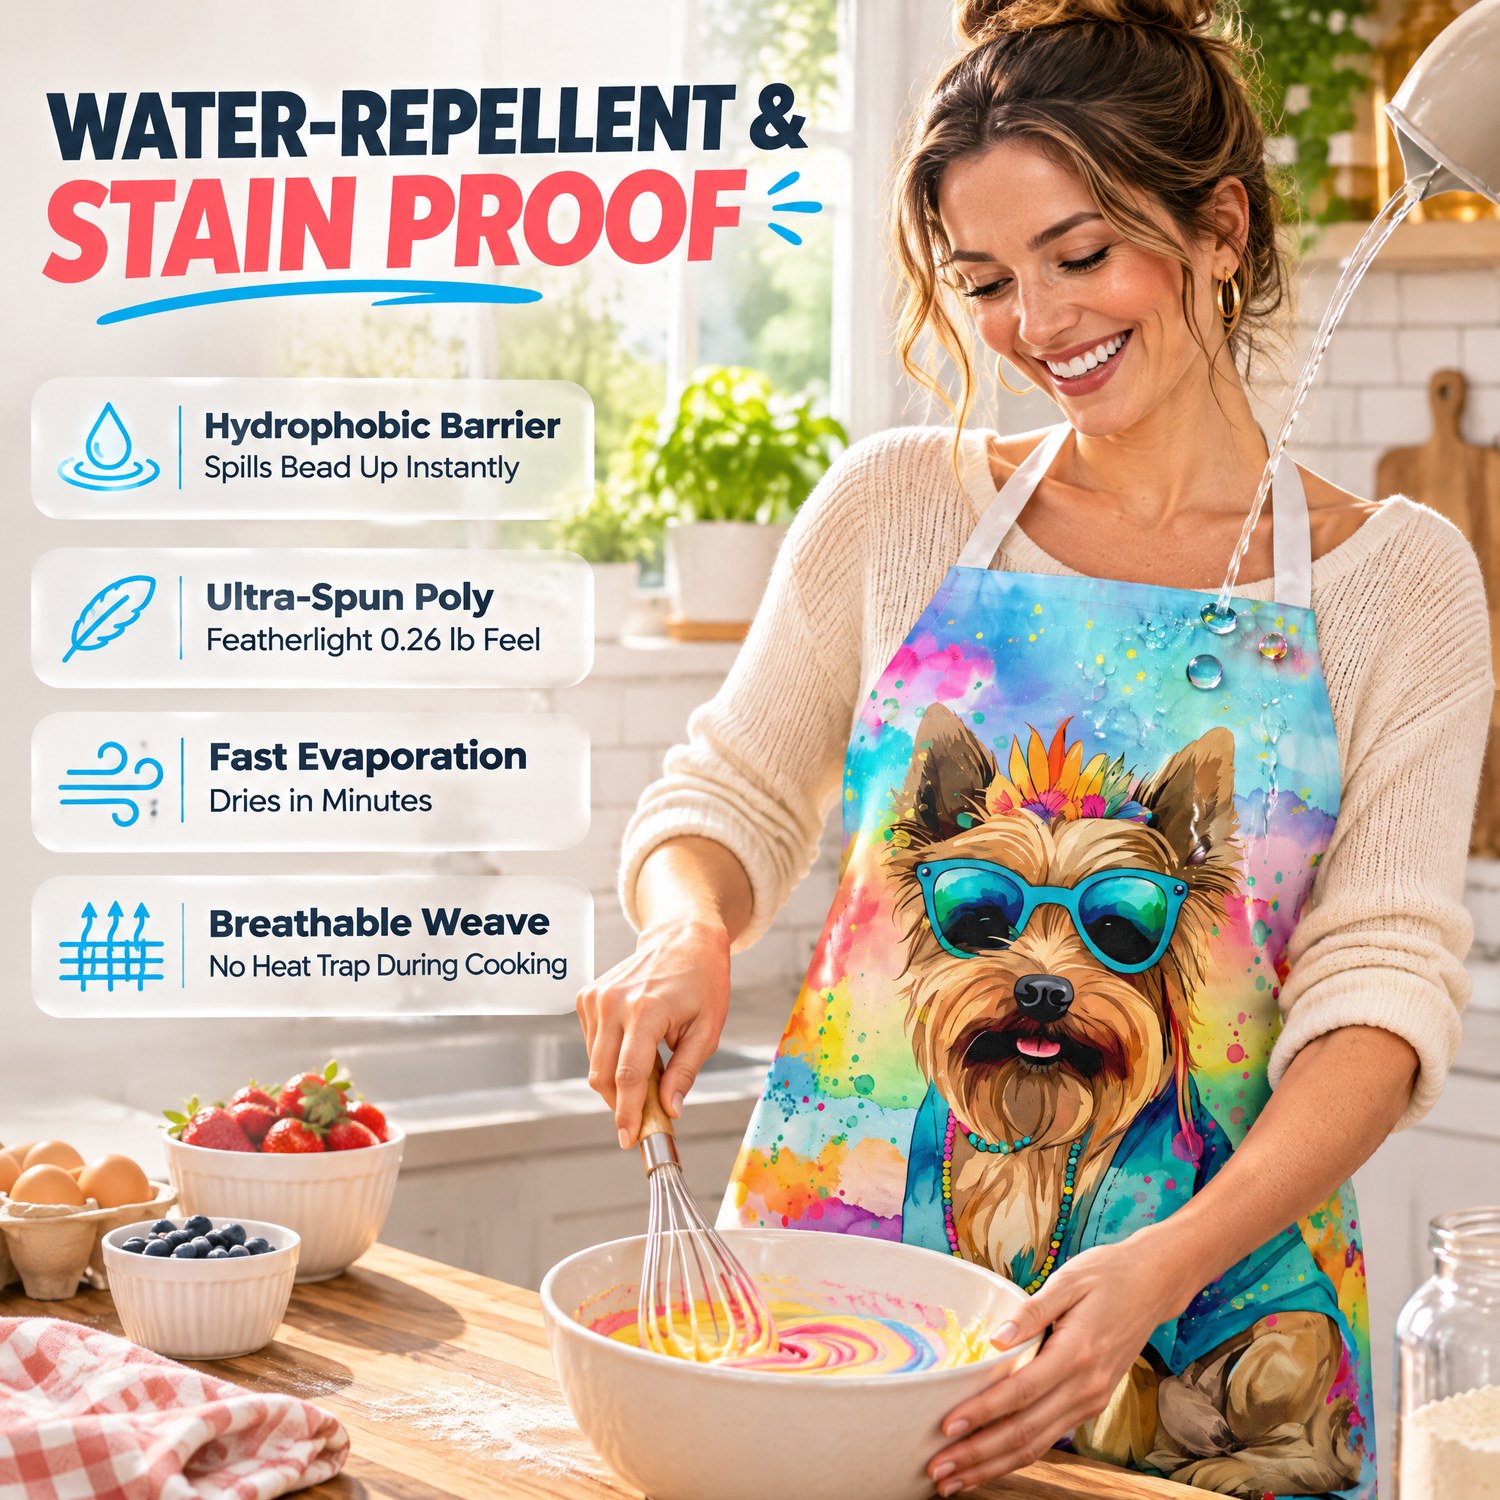 WATER-REPELLENT &
STAIN PROOF
Hydrophobic Barrier
Spills Bead Up Instantly
Ultra-Spun Poly
Featherlight 0.26 lb Feel
Fast Evaporation
Dries in Minutes
Breathable Weave
No Heat Trap During Cooking